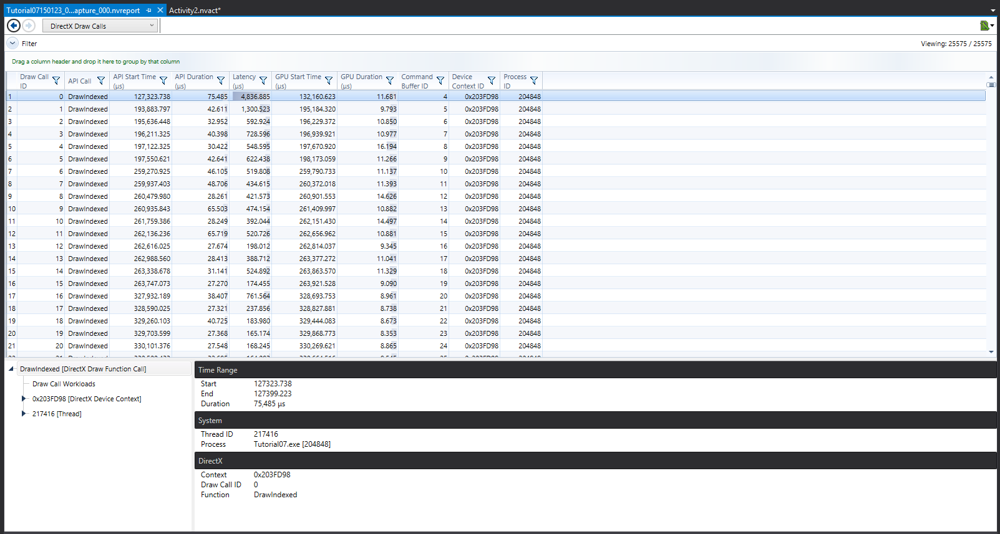 Tutorial07150123_0...apture_000.nvreport Activity2.nvact*
DirectX Draw Calls
Filter Viewing: 25575 / 25575
Drag a column header and drop it here to group by that column
Draw Call ID API Call API Start Time (µs) API Duration (µs) Latency (µs) GPU Start Time (µs) GPU Duration (µs) Command Buffer ID Device Context ID Process ID
1 0 DrawIndexed 127,323.738 75.485 4,836.885 132,160.623 11.681 4 0x203FD98 204848
2 1 DrawIndexed 193,883.797 42.611 1,300.523 195,184.320 9.793 5 0x203FD98 204848
3 2 DrawIndexed 195,636.448 32.952 592.924 196,229.372 10.850 6 0x203FD98 204848
4 3 DrawIndexed 196,211.325 40.398 728.596 196,939.921 10.977 7 0x203FD98 204848
5 4 DrawIndexed 197,122.325 30.422 548.595 197,670.920 16.194 8 0x203FD98 204848
6 5 DrawIndexed 197,550.621 42.641 622.438 198,173.059 11.266 9 0x203FD98 204848
7 6 DrawIndexed 259,270.925 46.105 519.808 259,790.733 11.137 10 0x203FD98 204848
8 7 DrawIndexed 259,937.403 48.706 434.615 260,372.018 11.393 11 0x203FD98 204848
9 8 DrawIndexed 260,479.980 28.261 421.573 260,901.553 14.626 12 0x203FD98 204848
10 9 DrawIndexed 260,935.843 65.503 474.154 261,409.997 10.882 13 0x203FD98 204848
11 10 DrawIndexed 261,759.386 28.249 392.044 262,151.430 14.497 14 0x203FD98 204848
12 11 DrawIndexed 262,136.236 65.719 520.726 262,656.962 10.881 15 0x203FD98 204848
13 12 DrawIndexed 262,616.025 27.674 198.012 262,814.037 9.345 16 0x203FD98 204848
14 13 DrawIndexed 262,988.560 28.413 388.712 263,377.272 11.041 17 0x203FD98 204848
15 14 DrawIndexed 263,338.678 31.141 524.892 263,863.570 11.329 18 0x203FD98 204848
16 15 DrawIndexed 263,747.073 27.270 174.455 263,921.528 9.090 19 0x203FD98 204848
17 16 DrawIndexed 327,932.189 38.407 761.564 328,693.753 8.961 20 0x203FD98 204848
18 17 DrawIndexed 328,590.025 27.321 237.856 328,827.881 8.738 21 0x203FD98 204848
19 18 DrawIndexed 329,260.103 40.725 183.980 329,444.083 8.673 22 0x203FD98 204848
20 19 DrawIndexed 329,703.599 27.368 165.174 329,868.773 8.353 23 0x203FD98 204848
21 20 DrawIndexed 330,101.376 27.548 168.245 330,269.621 8.865 24 0x203FD98 204848
DrawIndexed [DirectX Draw Function Call]
Draw Call Workloads
0x203FD98 [DirectX Device Context]
217416 [Thread]
Time Range
Start 127323.738
End 127399.223
Duration 75,485 µs
System
Thread ID 217416
Process Tutorial07.exe [204848]
DirectX
Context 0x203FD98
Draw Call ID 0
Function DrawIndexed